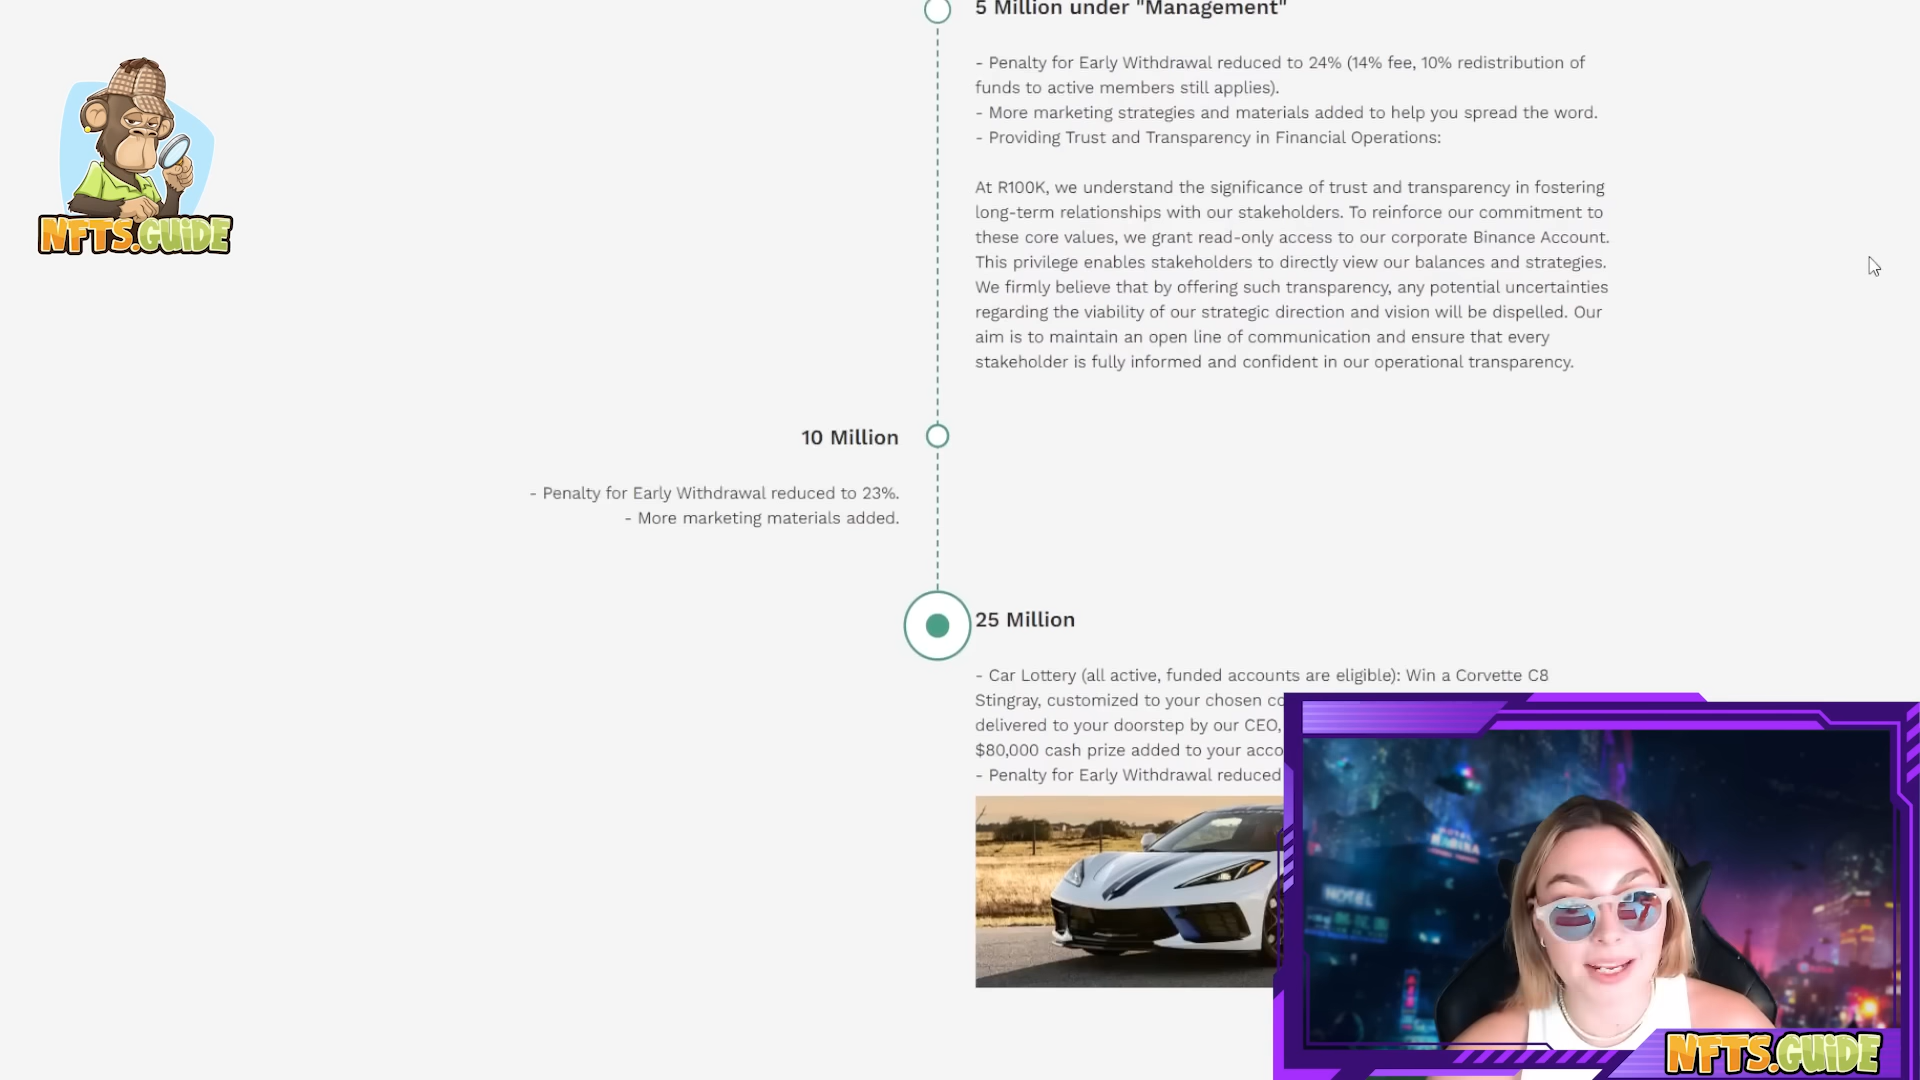 5 Million under "Management"
- Penalty for Early Withdrawal reduced to 24% (14% fee, 10% redistribution of
funds to active members still applies).
- More marketing strategies and materials added to help you spread the word.
- Providing Trust and Transparency in Financial Operations:
At R100K, we understand the significance of trust and transparency in fostering
long-term relationships with our stakeholders. To reinforce our commitment to
these core values, we grant read-only access to our corporate Binance Account.
This privilege enables stakeholders to directly view our balances and strategies.
We firmly believe that by offering such transparency, any potential uncertainties
regarding the viability of our strategic direction and vision will be dispelled. Our
aim is to maintain an open line of communication and ensure that every
stakeholder is fully informed and confident in our operational transparency.
NFTS.GUIDE
10 Million
- Penalty for Early Withdrawal reduced to 23%.
- More marketing materials added.
25 Million
- Car Lottery (all active, funded accounts are eligible): Win a Corvette C8
Stingray, customized to your chosen
delivered to your doorstep by our CEO,
$80,000 cash prize added to your
- Penalty for Early Withdrawal reduced
HOTEL
NFTS.GUIDE